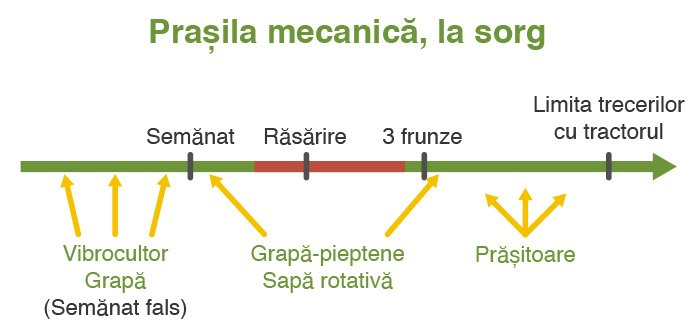 Prașila mecanică, la sorg
Limita trecerilor
cu tractorul
Semănat
Răsărire
3 frunze
Vibrocultor
Grapă
(Semănat fals)
Grapă-pieptene
Sapă rotativă
Prășitoare